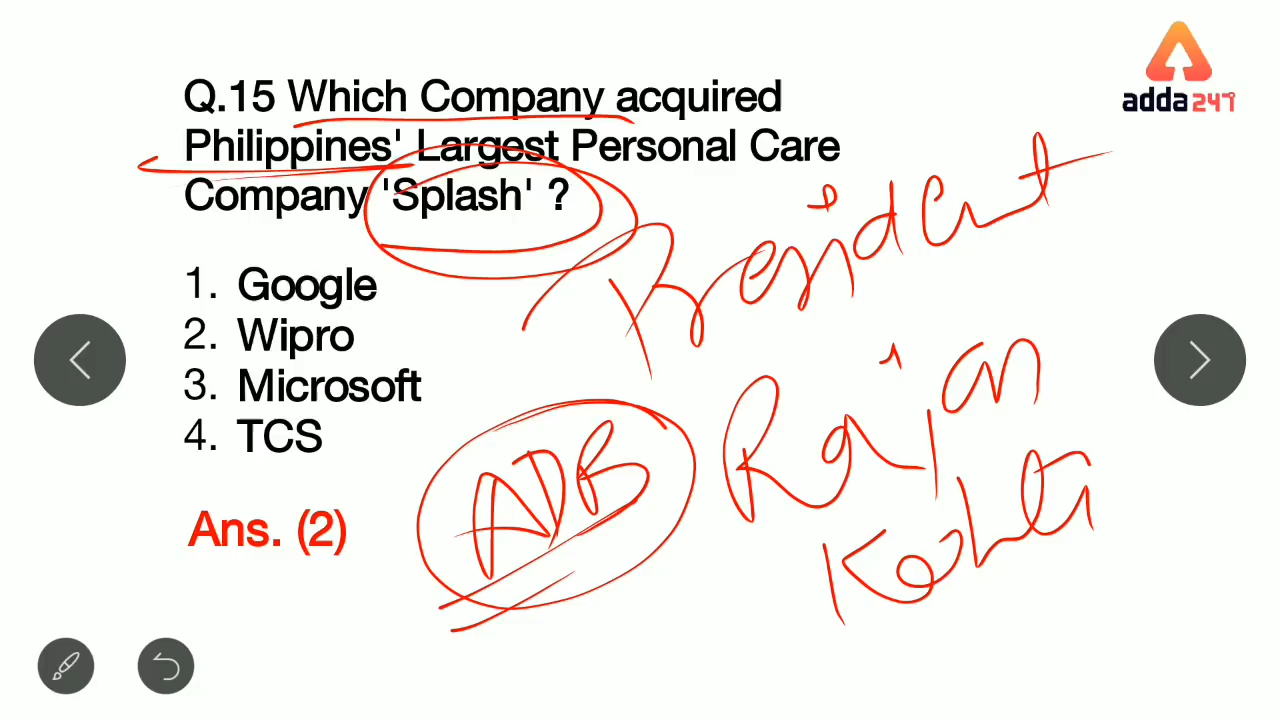 adda247
Q.15 Which Company acquired
Philippines' Largest Personal Care
Company 'Splash' ?
President
1. Google
2. Wipro
3. Microsoft
4. TCS
Rajan
ADB
Ans. (2)